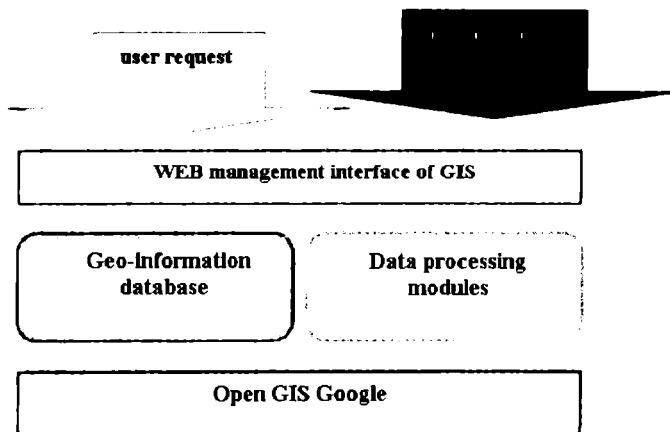 user request
WEB management interface of GIS
Geo-information
database
Data processing
modules
Open GIS Google